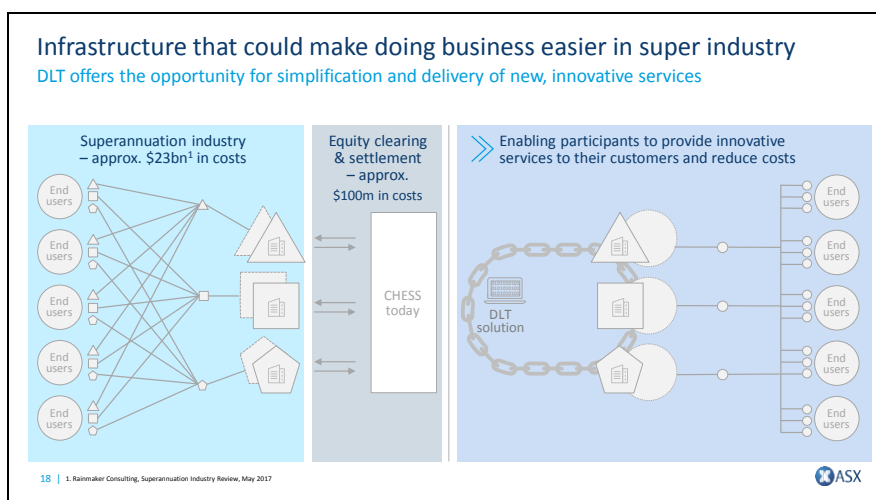 Infrastructure that could make doing business easier in super industry
DLT offers the opportunity for simplification and delivery of new, innovative services
Superannuation industry
– approx. $23bn1 in costs
End
users
End
users
End
users
End
users
End
users
Equity clearing
& settlement
– approx.
$100m in costs
CHESS
today
Enabling participants to provide innovative
services to their customers and reduce costs
DLT
solution
End
users
End
users
End
users
End
users
End
users
18 | 1. Rainmaker Consulting, Superannuation Industry Review, May 2017
ASX